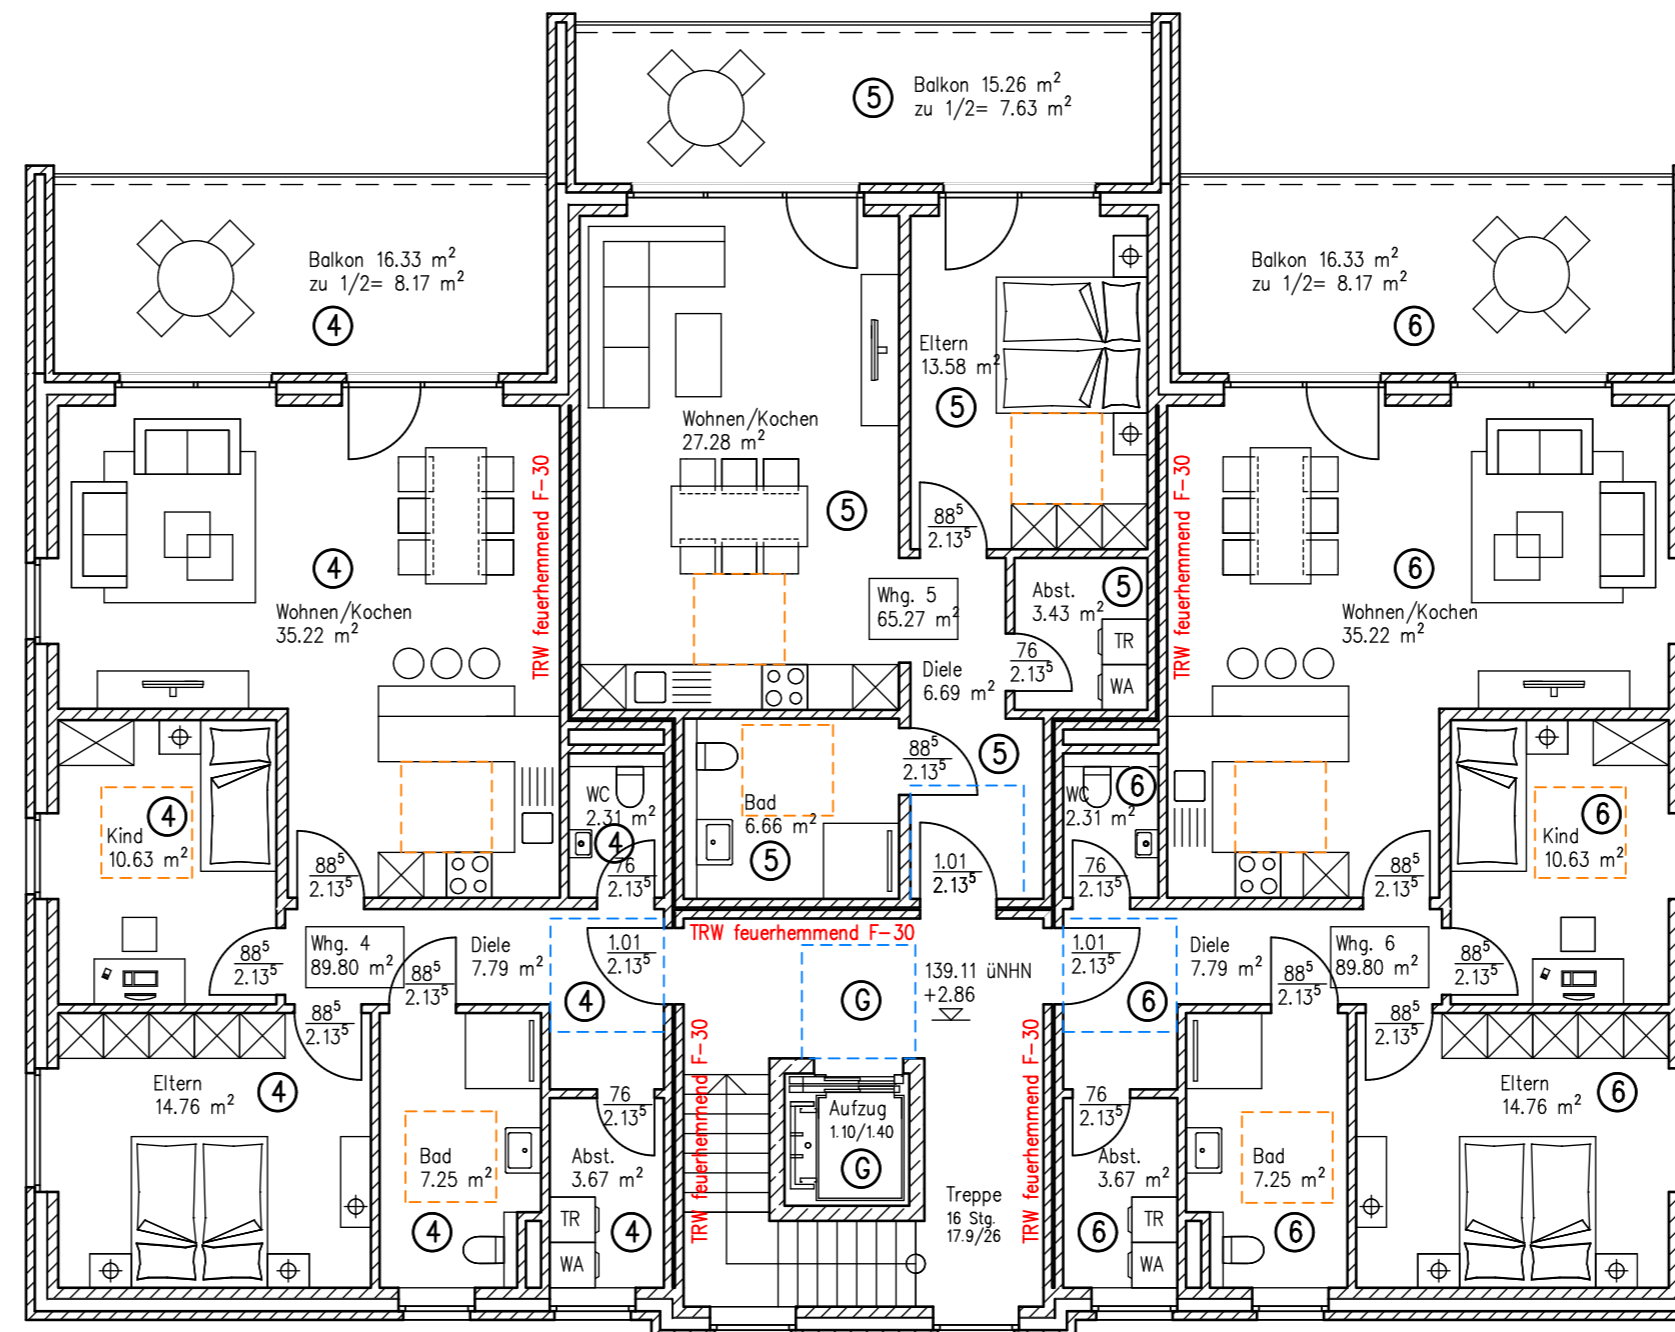 5
Balkon 15.26 m²
zu 1/2= 7.63 m²
Balkon 16.33 m²
zu 1/2= 8.17 m²
4
Balkon 16.33 m²
zu 1/2= 8.17 m²
6
Eltern
13.58 m²
5
Wohnen/Kochen
27.28 m²
5
88⁵
2.13⁵
TRW feuerhemmend F-30
TRW feuerhemmend F-30
4
Wohnen/Kochen
35.22 m²
6
Wohnen/Kochen
35.22 m²
Whg. 5
65.27 m²
Abst.
3.43 m²
5
TR
WA
76
2.13⁵
Diele
6.69 m²
5
88⁵
2.13⁵
Kind
10.63 m²
4
WC
2.31 m²
4
76
2.13⁵
88⁵
2.13⁵
Bad
6.66 m²
5
1.01
2.13⁵
WC
2.31 m²
6
76
2.13⁵
88⁵
2.13⁵
Kind
10.63 m²
6
TRW feuerhemmend F-30
Whg. 4
89.80 m²
88⁵
2.13⁵
88⁵
2.13⁵
88⁵
2.13⁵
Diele
7.79 m²
1.01
2.13⁵
4
139.11 üNHN
+2.86
G
1.01
2.13⁵
6
Diele
7.79 m²
88⁵
2.13⁵
Whg. 6
89.80 m²
88⁵
2.13⁵
88⁵
2.13⁵
Eltern
14.76 m²
4
Bad
7.25 m²
4
76
2.13⁵
Abst.
3.67 m²
4
TR
WA
TRW feuerhemmend F-30
Aufzug
1.10/1.40
G
Treppe
16 Stg.
17.9/26
TRW feuerhemmend F-30
76
2.13⁵
Abst.
3.67 m²
6
TR
WA
Bad
7.25 m²
6
Eltern
14.76 m²
6